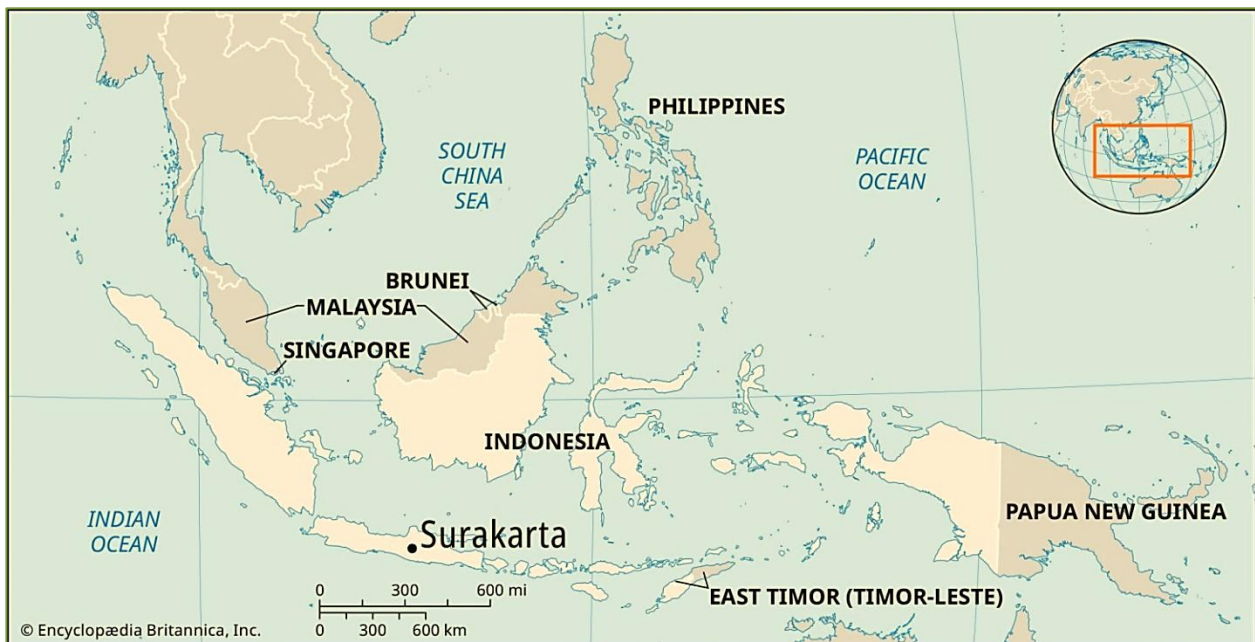 PHILIPPINES
SOUTH
CHINA
SEA
PACIFIC
OCEAN
BRUNEI
MALAYSIA
SINGAPORE
INDONESIA
INDIAN
OCEAN
Surakarta
PAPUA NEW GUINEA
EAST TIMOR (TIMOR-LESTE)
0 300 600 mi
0 300 600 km
© Encyclopædia Britannica, Inc.